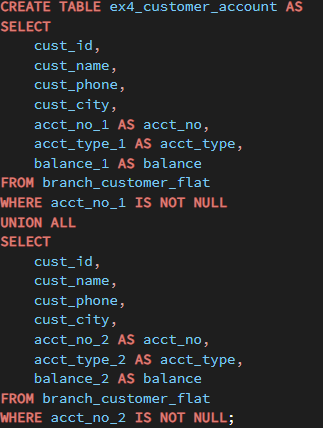 CREATE TABLE ex4_customer_account AS
SELECT
    cust_id,
    cust_name,
    cust_phone,
    cust_city,
    acct_no_1 AS acct_no,
    acct_type_1 AS acct_type,
    balance_1 AS balance
FROM branch_customer_flat
WHERE acct_no_1 IS NOT NULL
UNION ALL
SELECT
    cust_id,
    cust_name,
    cust_phone,
    cust_city,
    acct_no_2 AS acct_no,
    acct_type_2 AS acct_type,
    balance_2 AS balance
FROM branch_customer_flat
WHERE acct_no_2 IS NOT NULL;